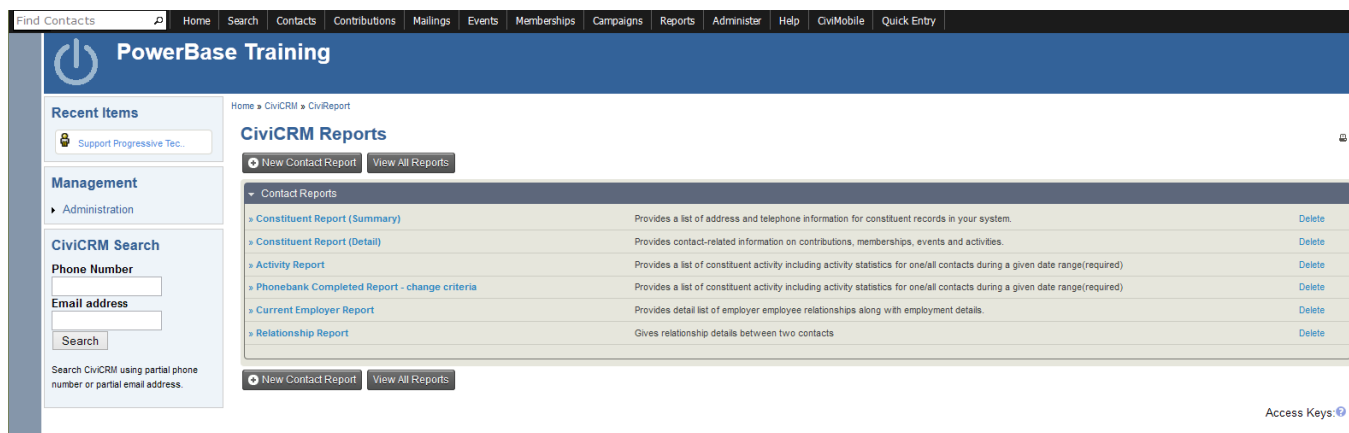 Find Contacts Home Search Contacts Contributions Mailings Events Memberships Campaigns Reports Administer Help CiviMobile Quick Entry
PowerBase Training
Recent Items
Support Progressive Tec..
Management
Administration
CiviCRM Search
Phone Number
Email address
Search
Search CiviCRM using partial phone
number or partial email address.
Home » CiviCRM » CiviReport
CiviCRM Reports
New Contact Report View All Reports
Contact Reports
» Constituent Report (Summary) Provides a list of address and telephone information for constituent records in your system. Delete
» Constituent Report (Detail) Provides contact-related information on contributions, memberships, events and activities. Delete
» Activity Report Provides a list of constituent activity including activity statistics for one/all contacts during a given date range(required) Delete
» Phonebank Completed Report - change criteria Provides a list of constituent activity including activity statistics for one/all contacts during a given date range(required) Delete
» Current Employer Report Provides detail list of employer employee relationships along with employment details. Delete
» Relationship Report Gives relationship details between two contacts Delete
New Contact Report View All Reports
Access Keys:?